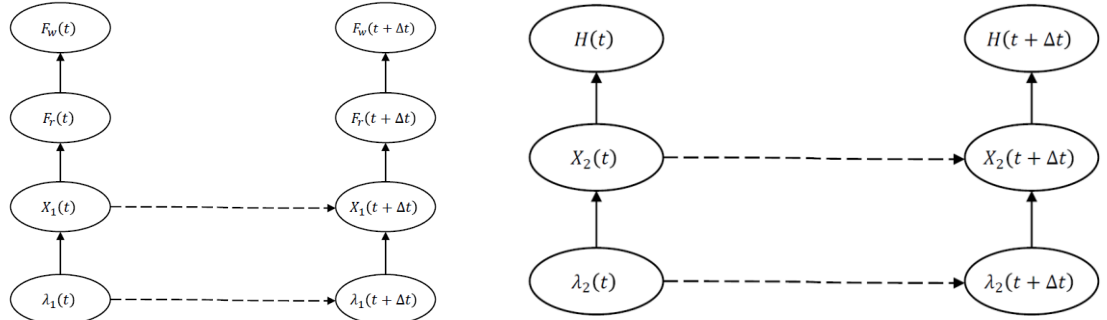 F_w(t)
F_w(t + Δt)
F_r(t)
F_r(t + Δt)
X_1(t)
X_1(t + Δt)
λ_1(t)
λ_1(t + Δt)
H(t)
H(t + Δt)
X_2(t)
X_2(t + Δt)
λ_2(t)
λ_2(t + Δt)